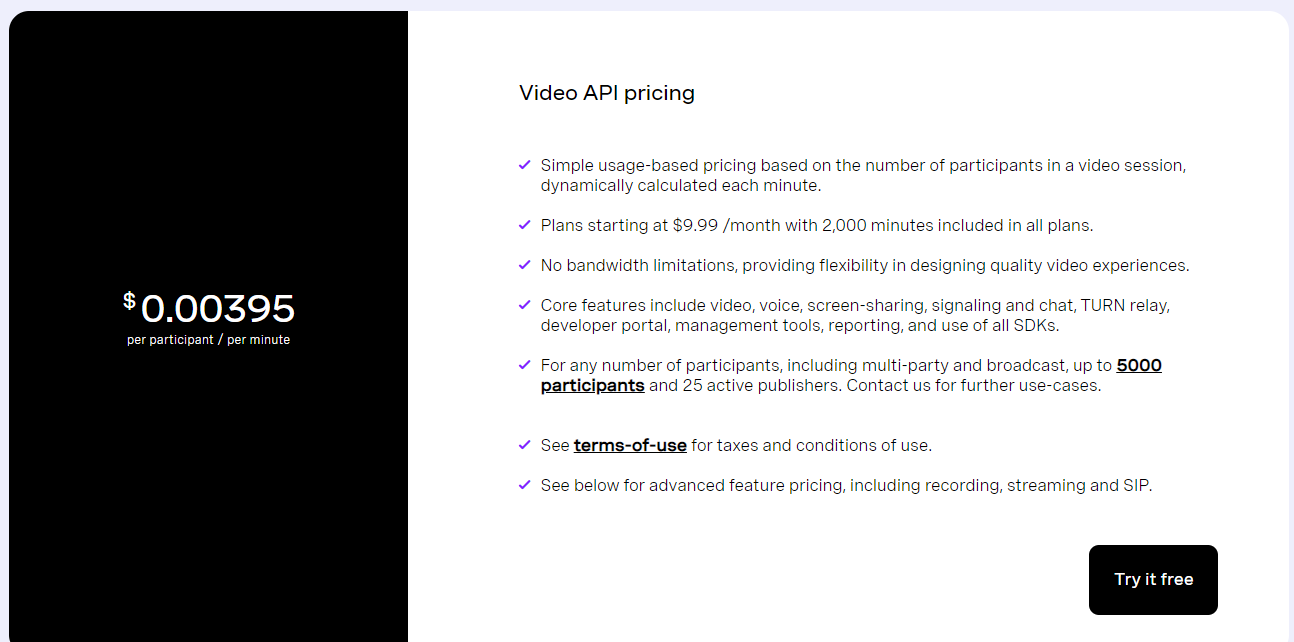 Video API pricing
Simple usage-based pricing based on the number of participants in a video session,
dynamically calculated each minute.
Plans starting at $9.99 /month with 2,000 minutes included in all plans.
No bandwidth limitations, providing flexibility in designing quality video experiences.
Core features include video, voice, screen-sharing, signaling and chat, TURN relay,
developer portal, management tools, reporting, and use of all SDKs.
$0.00395
per participant / per minute
For any number of participants, including multi-party and broadcast, up to 5000
participants and 25 active publishers. Contact us for further use-cases.
See terms-of-use for taxes and conditions of use.
See below for advanced feature pricing, including recording, streaming and SIP.
Try it free